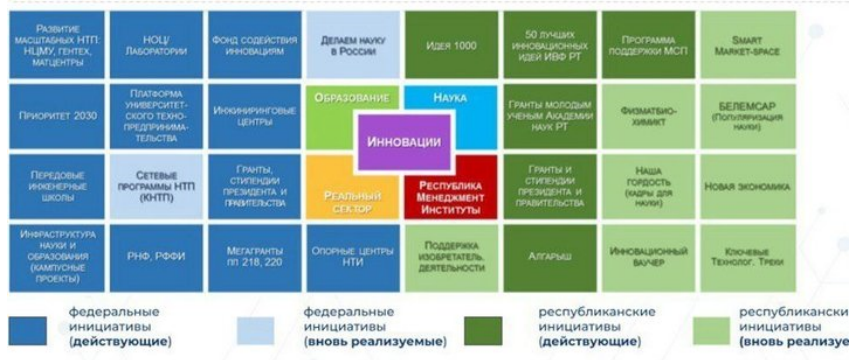 РАЗВИТИЕ
МАСШТАБНЫХ НТП:
НЦМУ, ГЕНТЕХ,
МАТЦЕНТРЫ
НОЦ/
ЛАБОРАТОРИИ
ФОНД СОДЕЙСТВИЯ
ИННОВАЦИЯМ
ДЕЛАЕМ НАУКУ
В РОССИИ
ИДЕЯ 1000
50 ЛУЧШИХ
ИННОВАЦИОННЫХ
ИДЕЙ ИВФ РТ
ПРОГРАММА
ПОДДЕРЖКИ МСП
SMART
MARKET-SPACE
ПРИОРИТЕТ 2030
ПЛАТФОРМА
УНИВЕРСИТЕТ-
СКОГО ТЕХНО-
ПРЕДПРИНИМА-
ТЕЛЬСТВА
ИНЖИНИРИНГОВЫЕ
ЦЕНТРЫ
ОБРАЗОВАНИЕ
НАУКА
ИННОВАЦИИ
ГРАНТЫ МОЛОДЫМ
УЧЕНЫМ АКАДЕМИИ
НАУК РТ
ФИЗМАТБИО-
ХИМИКТ
БЕЛЕМСАР
(ПОПУЛЯРИЗАЦИЯ
НАУКИ)
ПЕРЕДОВЫЕ
ИНЖЕНЕРНЫЕ
ШКОЛЫ
СЕТЕВЫЕ
ПРОГРАММЫ НТП
(КНТП)
ГРАНТЫ,
СТИПЕНДИИ
ПРЕЗИДЕНТА И
ПРАВИТЕЛЬСТВА
РЕАЛЬНЫЙ
СЕКТОР
РЕСПУБЛИКА
МЕНЕДЖМЕНТ
ИНСТИТУТЫ
ГРАНТЫ И
СТИПЕНДИИ
ПРЕЗИДЕНТА И
ПРАВИТЕЛЬСТВА
НАША
ГОРДОСТЬ
(КАДРЫ ДЛЯ
НАУКИ)
НОВАЯ ЭКОНОМИКА
ИНФРАСТРУКТУРА
НАУКИ И
ОБРАЗОВАНИЯ
(КАМПУСНЫЕ
ПРОЕКТЫ)
РНФ, РФФИ
МЕГАГРАНТЫ
ПП 218, 220
ОПОРНЫЕ ЦЕНТРЫ
НТИ
ПОДДЕРЖКА
ИЗОБРЕТАТЕЛЬ.
ДЕЯТЕЛЬНОСТИ
АЛГАРЫШ
ИННОВАЦИОННЫЙ
ВАУЧЕР
КЛЮЧЕВЫЕ
ТЕХНОЛОГ. ТРЕКИ
федеральные
инициативы
(действующие)
федеральные
инициативы
(вновь реализуемые)
республиканские
инициативы
(действующие)
республикански
инициативы
(вновь реализуе